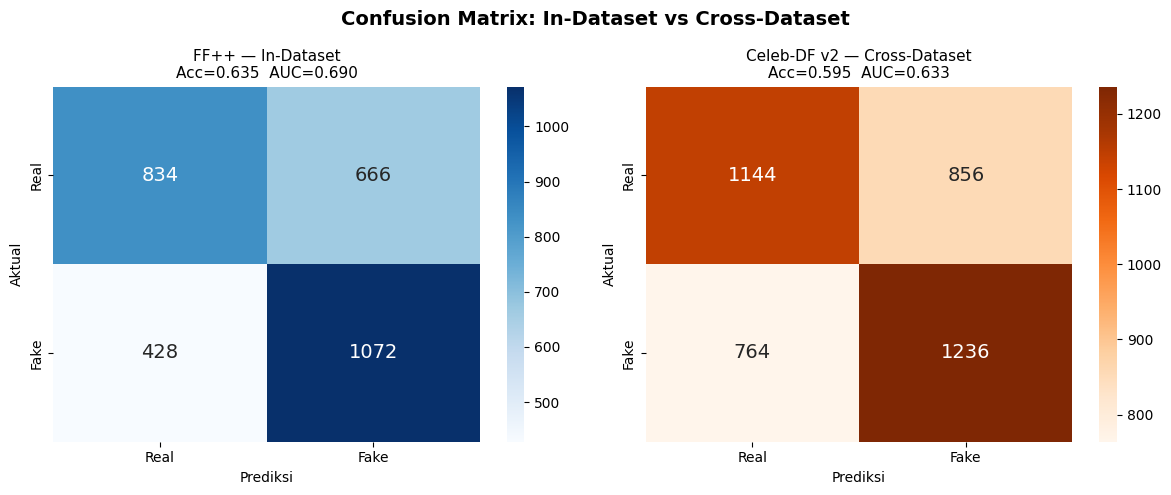 Confusion Matrix: In-Dataset vs Cross-Dataset
FF++ — In-Dataset
Acc=0.635  AUC=0.690
Aktual
Real
Fake
834
666
428
1072
Real
Fake
Prediksi
1000
900
800
700
600
500
Celeb-DF v2 — Cross-Dataset
Acc=0.595  AUC=0.633
Aktual
Real
Fake
1144
856
764
1236
Real
Fake
Prediksi
1200
1100
1000
900
800